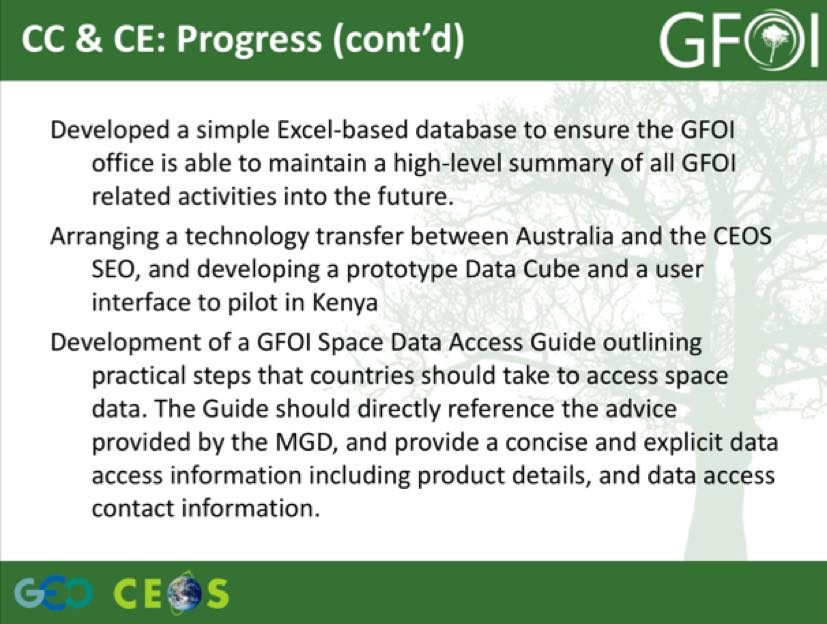 CC & CE: Progress (cont’d)
GFOI
Developed a simple Excel-based database to ensure the GFOI
office is able to maintain a high-level summary of all GFOI
related activities into the future.
Arranging a technology transfer between Australia and the CEOS
SEO, and developing a prototype Data Cube and a user
interface to pilot in Kenya
Development of a GFOI Space Data Access Guide outlining
practical steps that countries should take to access space
data. The Guide should directly reference the advice
provided by the MGD, and provide a concise and explicit data
access information including product details, and data access
contact information.
GEO CEOS